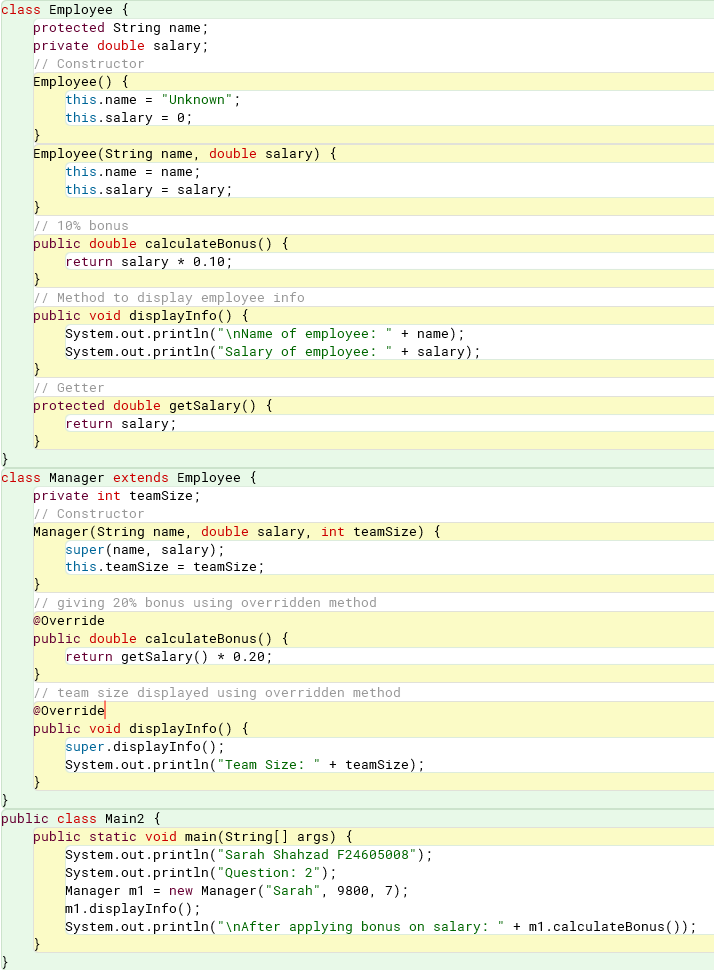 class Employee {
    protected String name;
    private double salary;
    // Constructor
    Employee() {
        this.name = "Unknown";
        this.salary = 0;
    }
    Employee(String name, double salary) {
        this.name = name;
        this.salary = salary;
    }
    // 10% bonus
    public double calculateBonus() {
        return salary * 0.10;
    }
    // Method to display employee info
    public void displayInfo() {
        System.out.println("\nName of employee: " + name);
        System.out.println("Salary of employee: " + salary);
    }
    // Getter
    protected double getSalary() {
        return salary;
    }
}
class Manager extends Employee {
    private int teamSize;
    // Constructor
    Manager(String name, double salary, int teamSize) {
        super(name, salary);
        this.teamSize = teamSize;
    }
    // giving 20% bonus using overridden method
    @Override
    public double calculateBonus() {
        return getSalary() * 0.20;
    }
    // team size displayed using overridden method
    @Override
    public void displayInfo() {
        super.displayInfo();
        System.out.println("Team Size: " + teamSize);
    }
}
public class Main2 {
    public static void main(String[] args) {
        System.out.println("Sarah Shahzad F24605008");
        System.out.println("Question: 2");
        Manager m1 = new Manager("Sarah", 9800, 7);
        m1.displayInfo();
        System.out.println("\nAfter applying bonus on salary: " + m1.calculateBonus());
    }
}